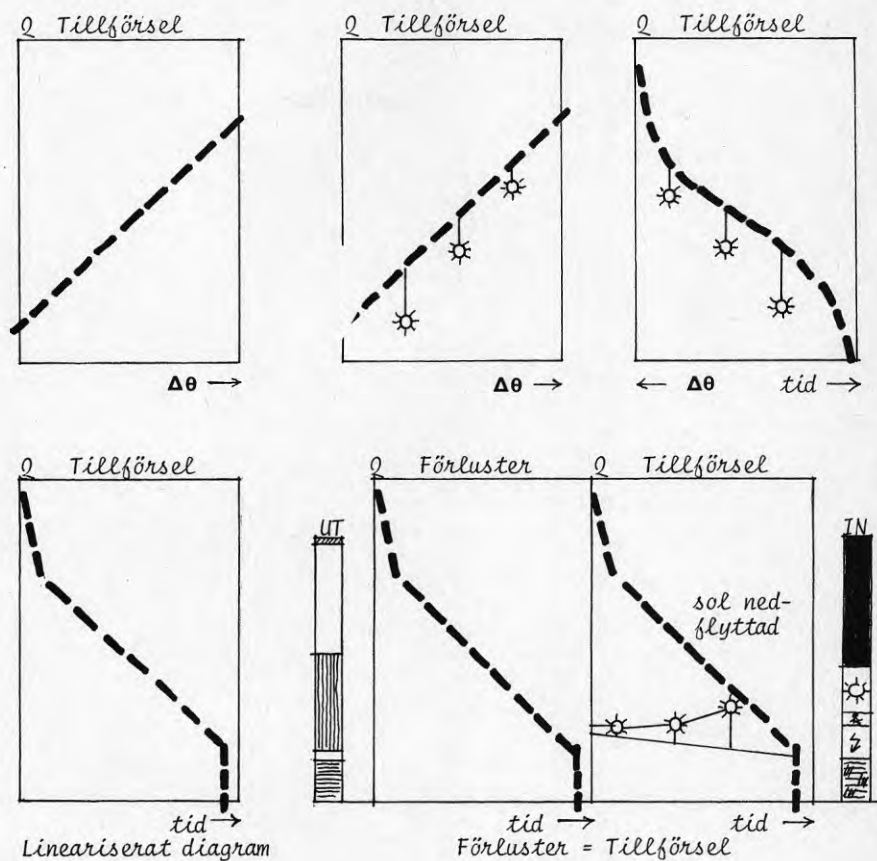 Q Tillförsel
Δθ →
Q Tillförsel
Δθ →
Q Tillförsel
← Δθ tid →
Q Tillförsel
tid →
Lineariserat diagram
UT
Q Förluster
tid →
Q Tillförsel
sol ned-
flyttad
tid →
IN
Förluster = Tillförsel